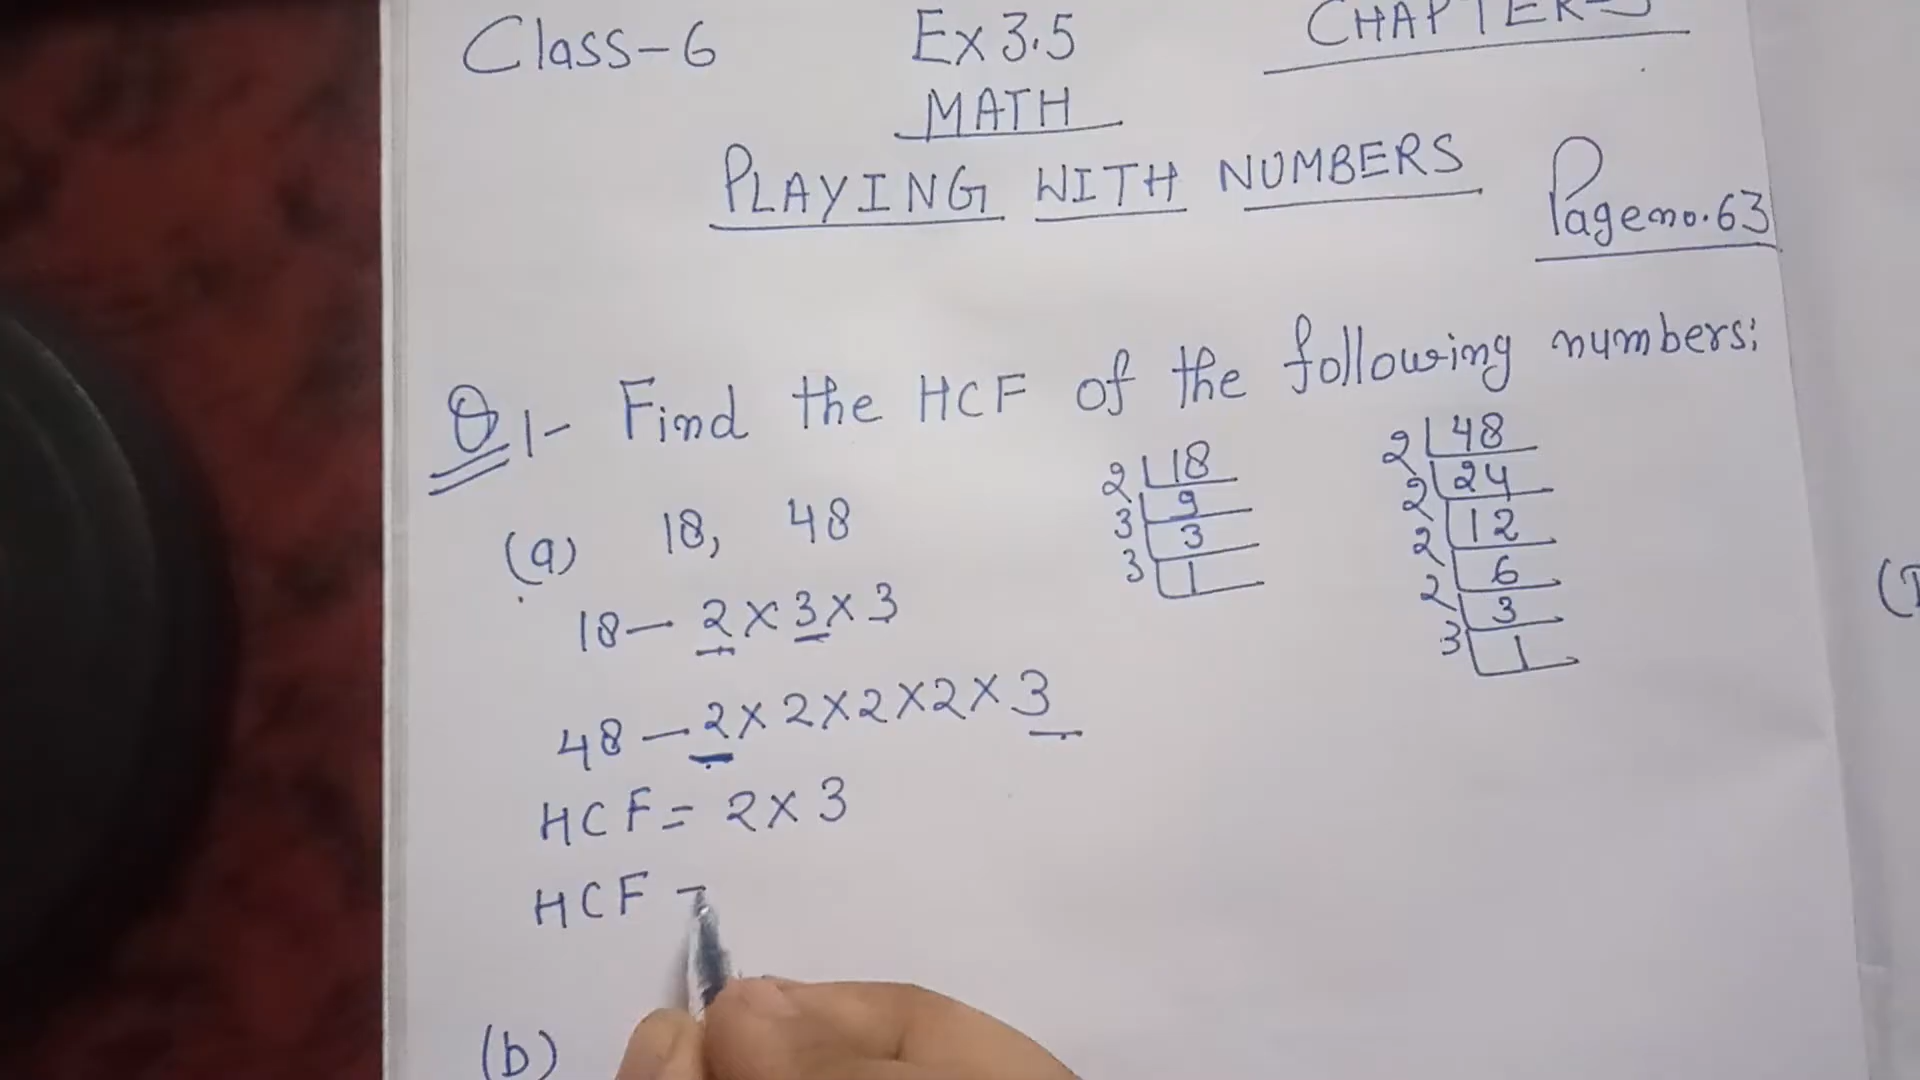 Class-6 Ex 3.5 CHAPTER-3
MATH
PLAYING WITH NUMBERS
Page no. 63
Q1- Find the HCF of the following numbers:
(a) 18, 48
18 — 2 × 3 × 3
48 — 2 × 2 × 2 × 2 × 3
HCF = 2 × 3
HCF =
(b)
2 | 18
3 | 9
3 | 3
1
2 | 48
2 | 24
2 | 12
2 | 6
3 | 3
1